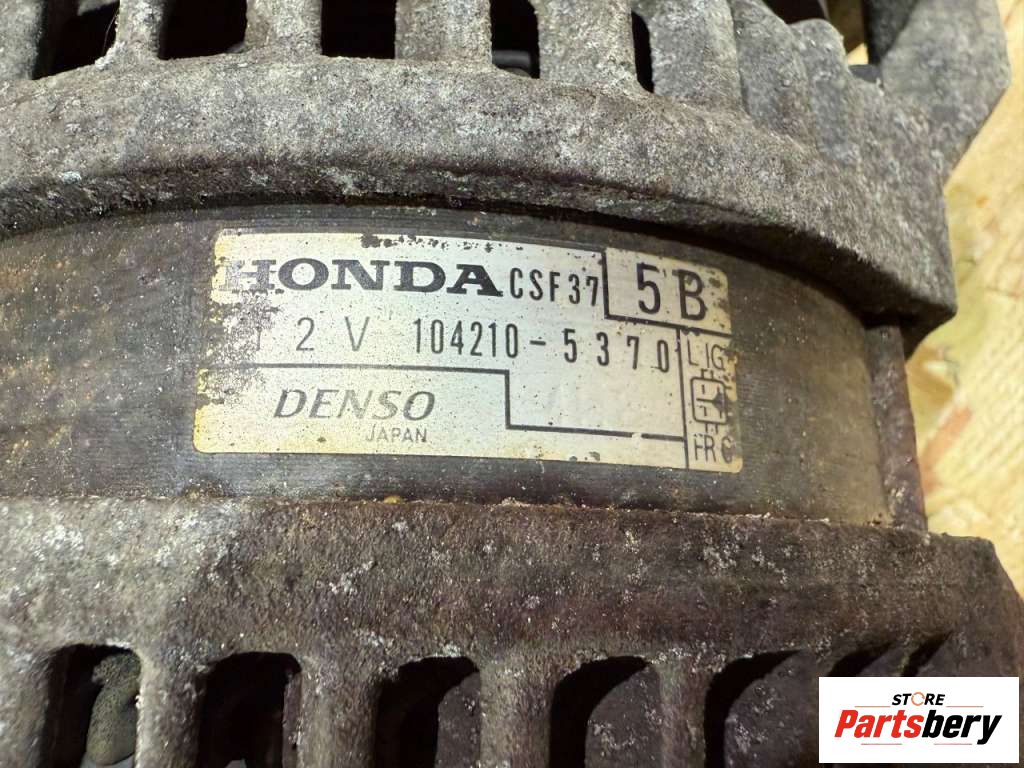 HONDA CSF37 5B
12V 104210-5370
L IG
DENSO
JAPAN
FR C
STORE
Partsbery